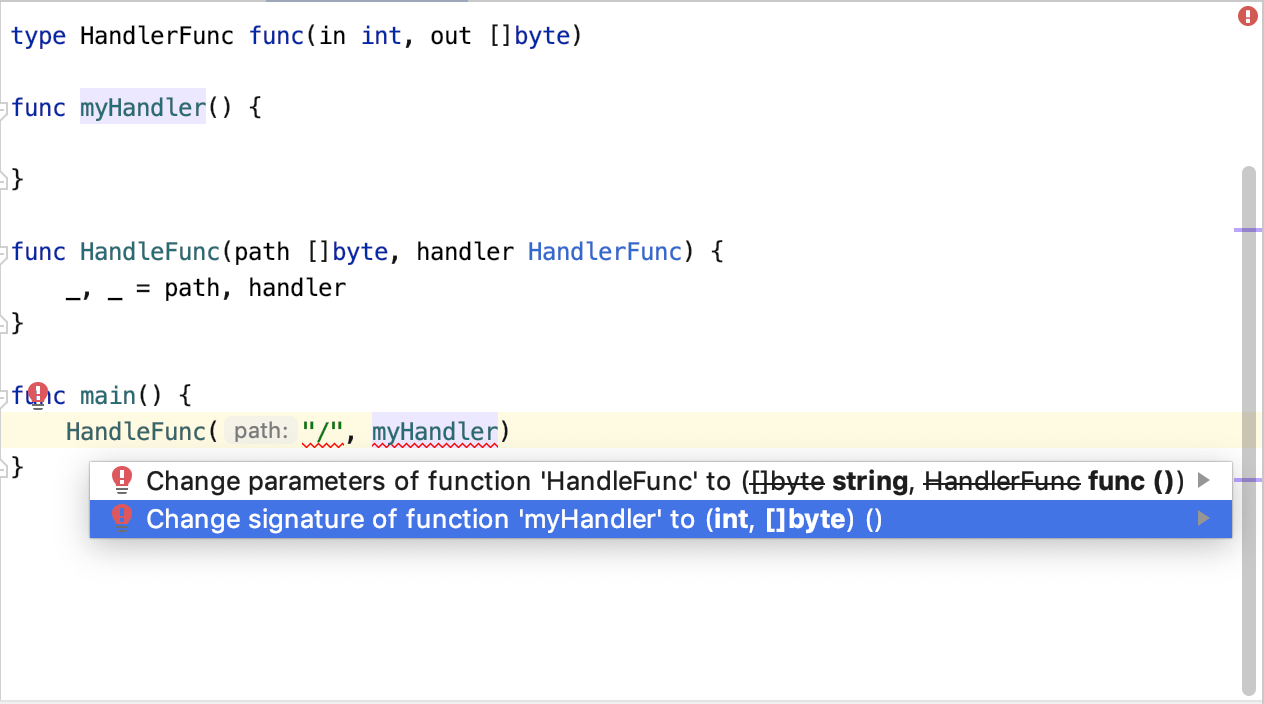 type HandlerFunc func(in int, out []byte)
func myHandler() {
}
func HandleFunc(path []byte, handler HandlerFunc) {
_, _ = path, handler
}
func main() {
HandleFunc( path: "/", myHandler)
}
Change parameters of function 'HandleFunc' to ([]byte string, HandlerFunc func ())
Change signature of function 'myHandler' to (int, []byte) ()